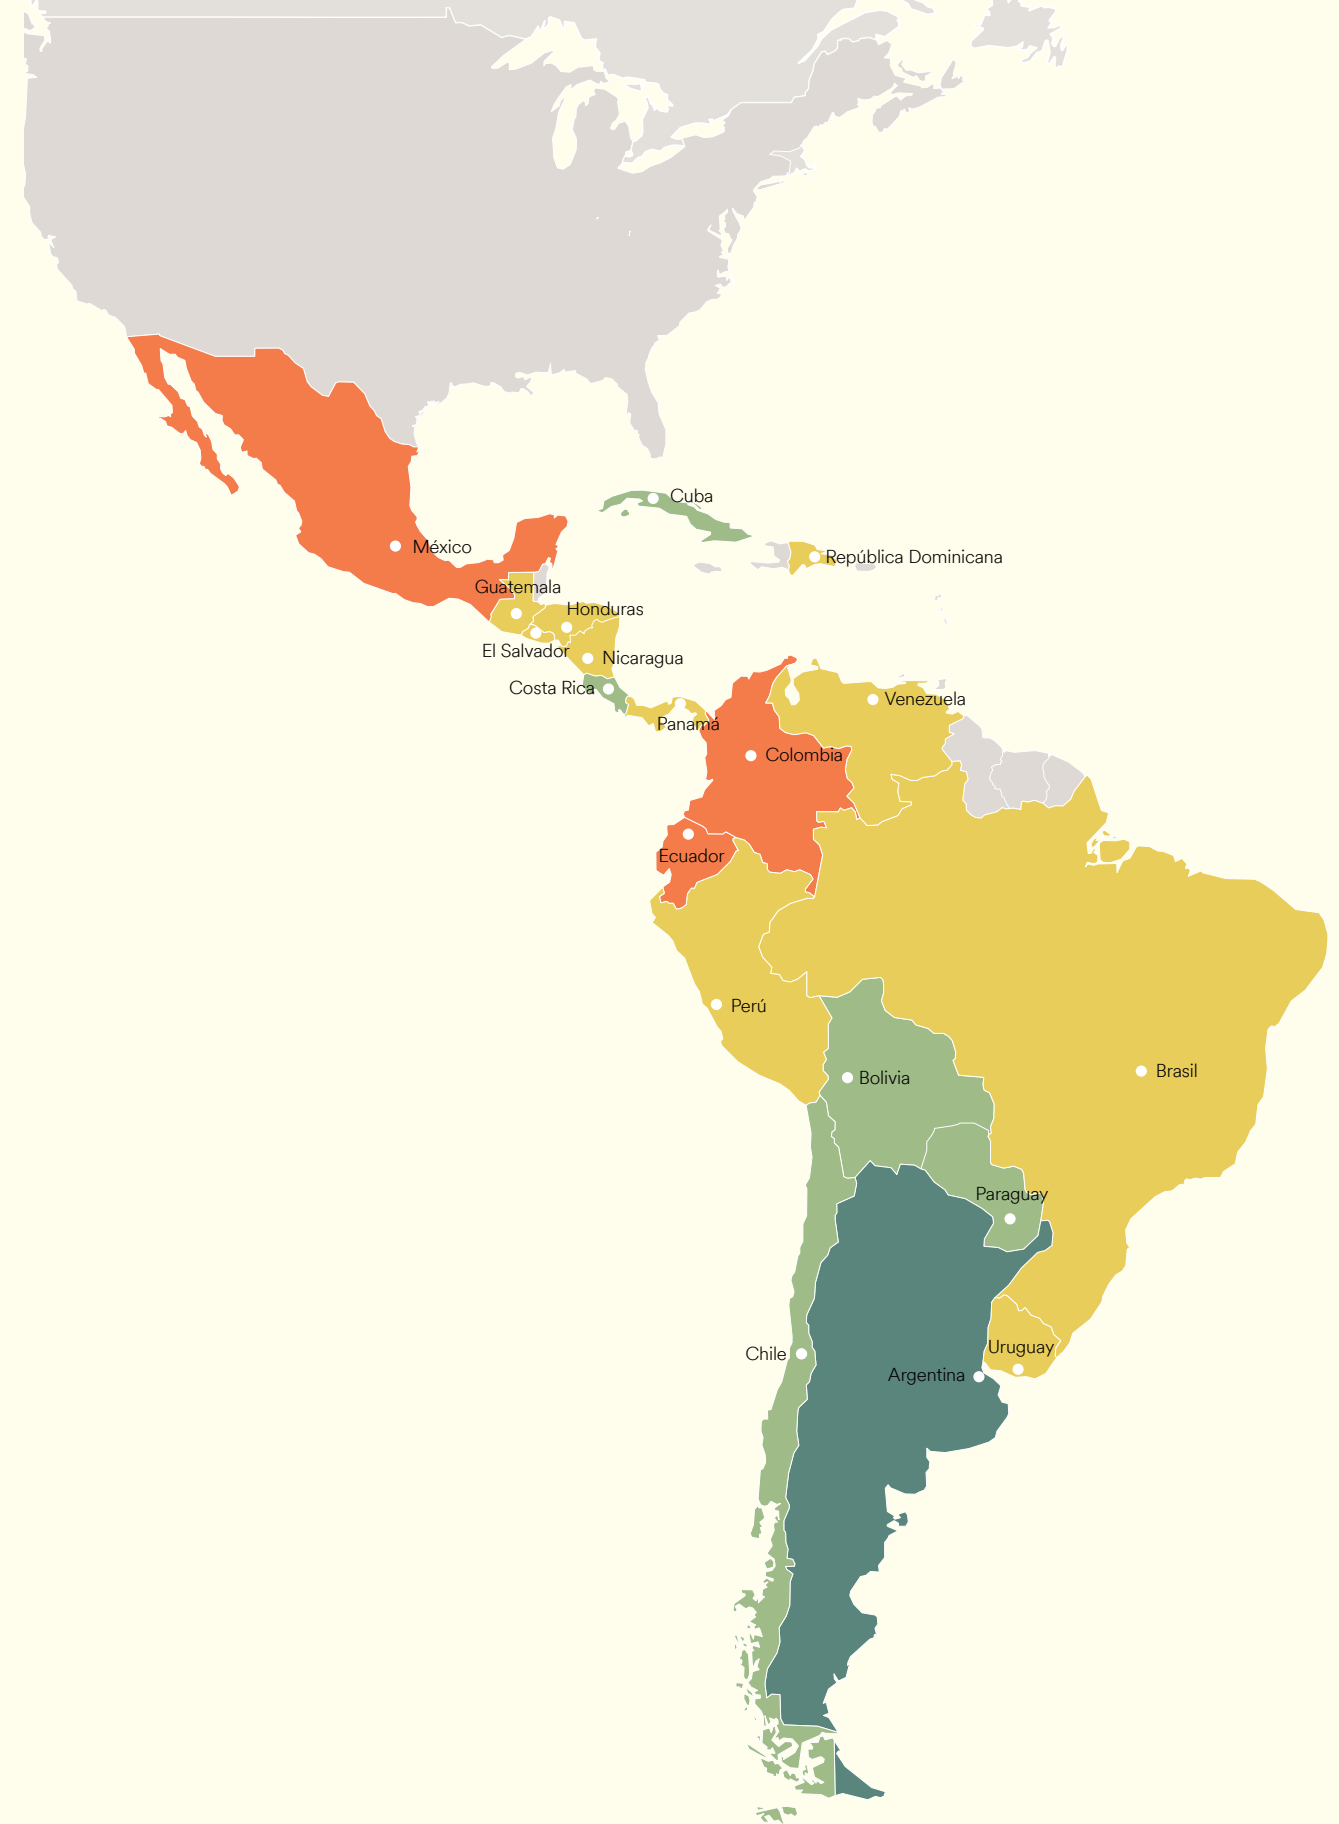 Cuba
México
República Dominicana
Guatemala
Honduras
El Salvador
Nicaragua
Costa Rica
Venezuela
Panamá
Colombia
Ecuador
Perú
Brasil
Bolivia
Paraguay
Uruguay
Chile
Argentina